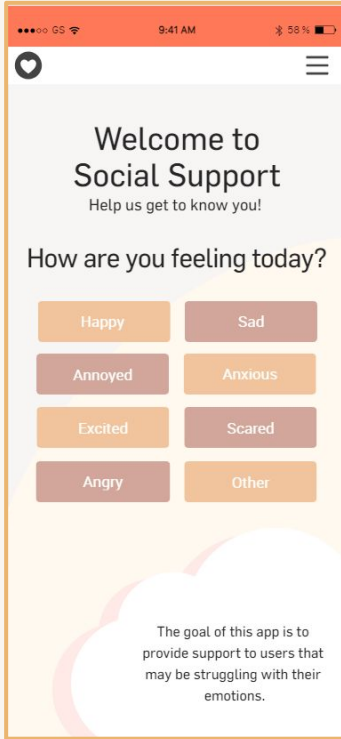 ●●●○○ GS 9:41 AM 58%
Welcome to
Social Support
Help us get to know you!
How are you feeling today?
Happy Sad
Annoyed Anxious
Excited Scared
Angry Other
The goal of this app is to
provide support to users that
may be struggling with their
emotions.